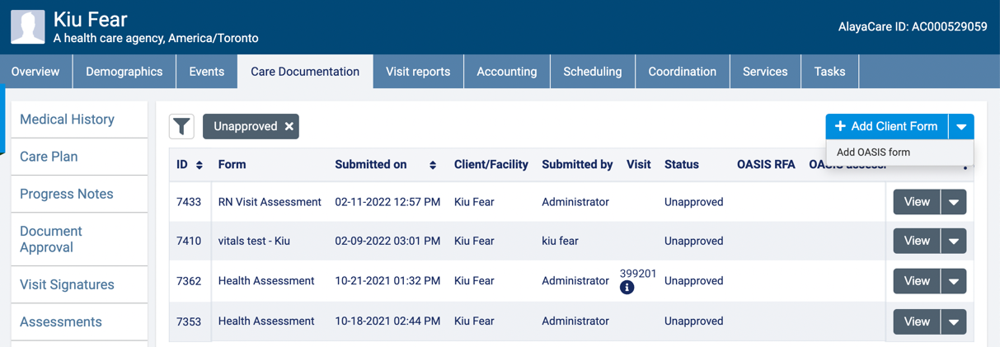 Kiu Fear
A health care agency, America/Toronto
AlayaCare ID: AC000529059
Overview Demographics Events Care Documentation Visit reports Accounting Scheduling Coordination Services Tasks
Medical History
Care Plan
Progress Notes
Document
Approval
Visit Signatures
Assessments
Unapproved ×
+ Add Client Form
Add OASIS form
ID Form Submitted on Client/Facility Submitted by Visit Status OASIS RFA
7433 RN Visit Assessment 02-11-2022 12:57 PM Kiu Fear Administrator Unapproved View
7410 vitals test - Kiu 02-09-2022 03:01 PM Kiu Fear kiu fear Unapproved View
7362 Health Assessment 10-21-2021 01:32 PM Kiu Fear Administrator 399201 Unapproved View
7353 Health Assessment 10-18-2021 02:44 PM Kiu Fear Administrator Unapproved View